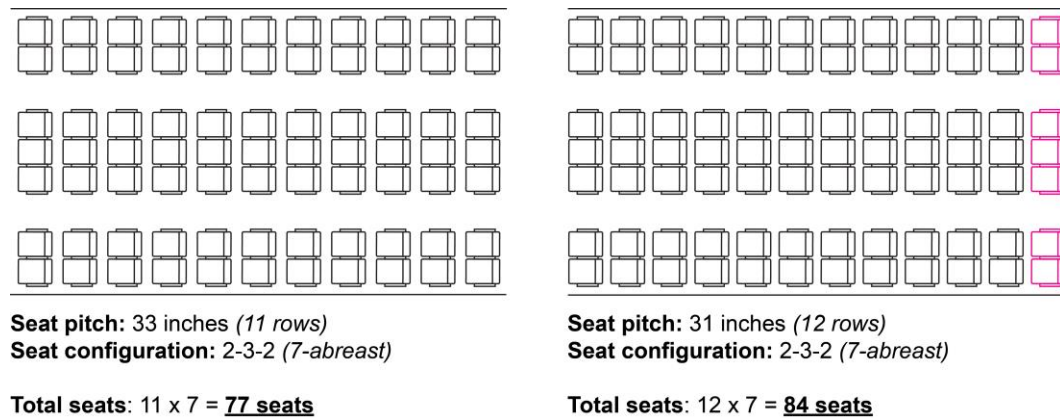 Seat pitch: 33 inches (11 rows)
Seat configuration: 2-3-2 (7-abreast)
Total seats: 11 x 7 = 77 seats
Seat pitch: 31 inches (12 rows)
Seat configuration: 2-3-2 (7-abreast)
Total seats: 12 x 7 = 84 seats